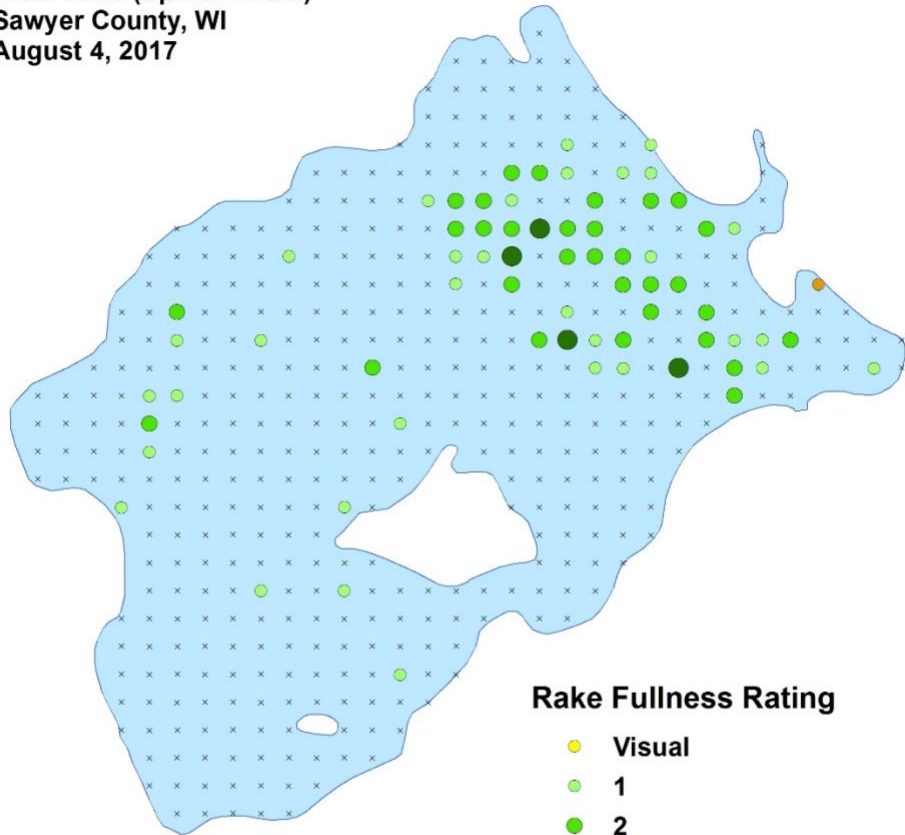 Sawyer County, WI
August 4, 2017
Rake Fullness Rating
Visual
1
2